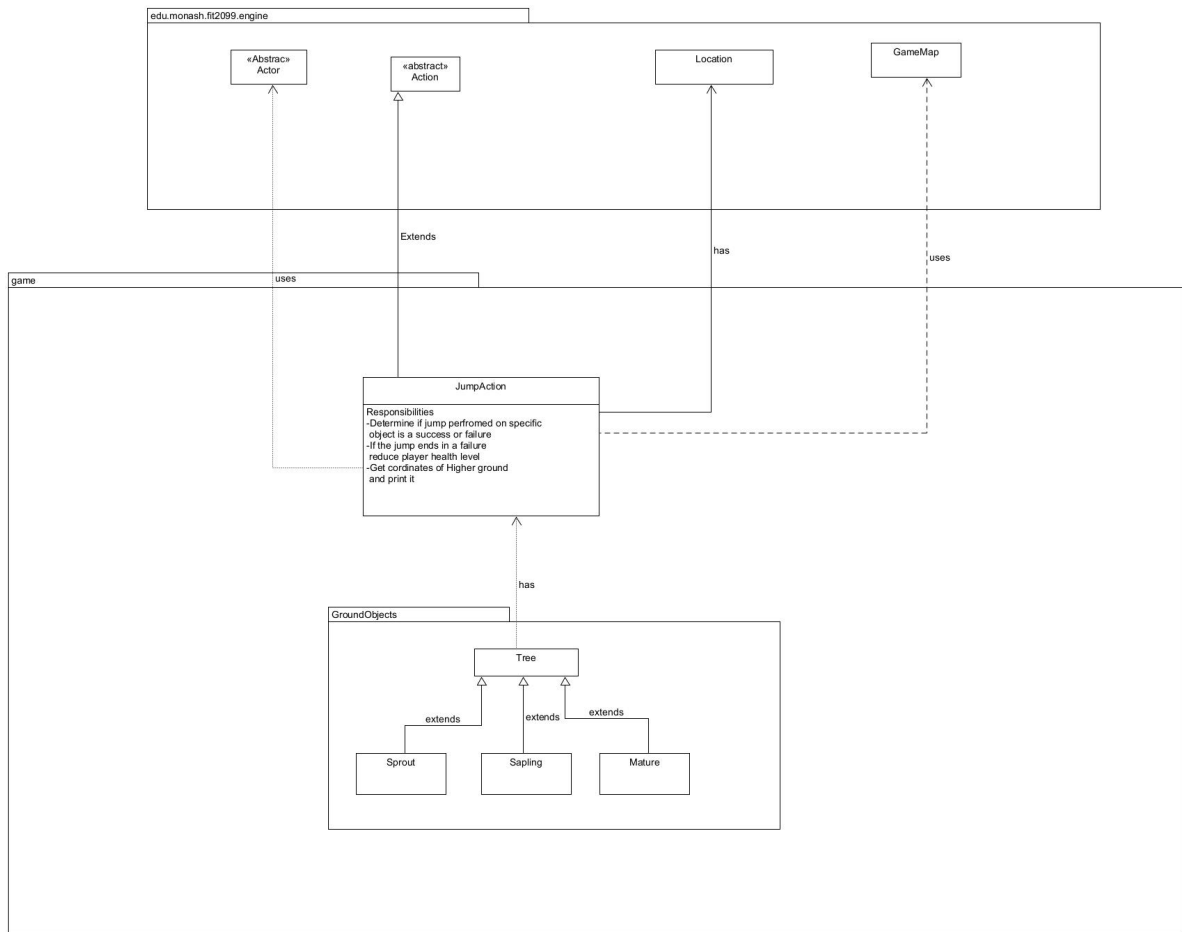 edu.monash.fit2099.engine
«Abstrac»
Actor
«abstract»
Action
Location
GameMap
Extends
has
uses
game
uses
JumpAction
Responsibilities
-Determine if jump perfromed on specific
object is a success or failure
-If the jump ends in a failure
reduce player health level
-Get cordinates of Higher ground
and print it
has
GroundObjects
Tree
extends
extends
extends
Sprout
Sapling
Mature